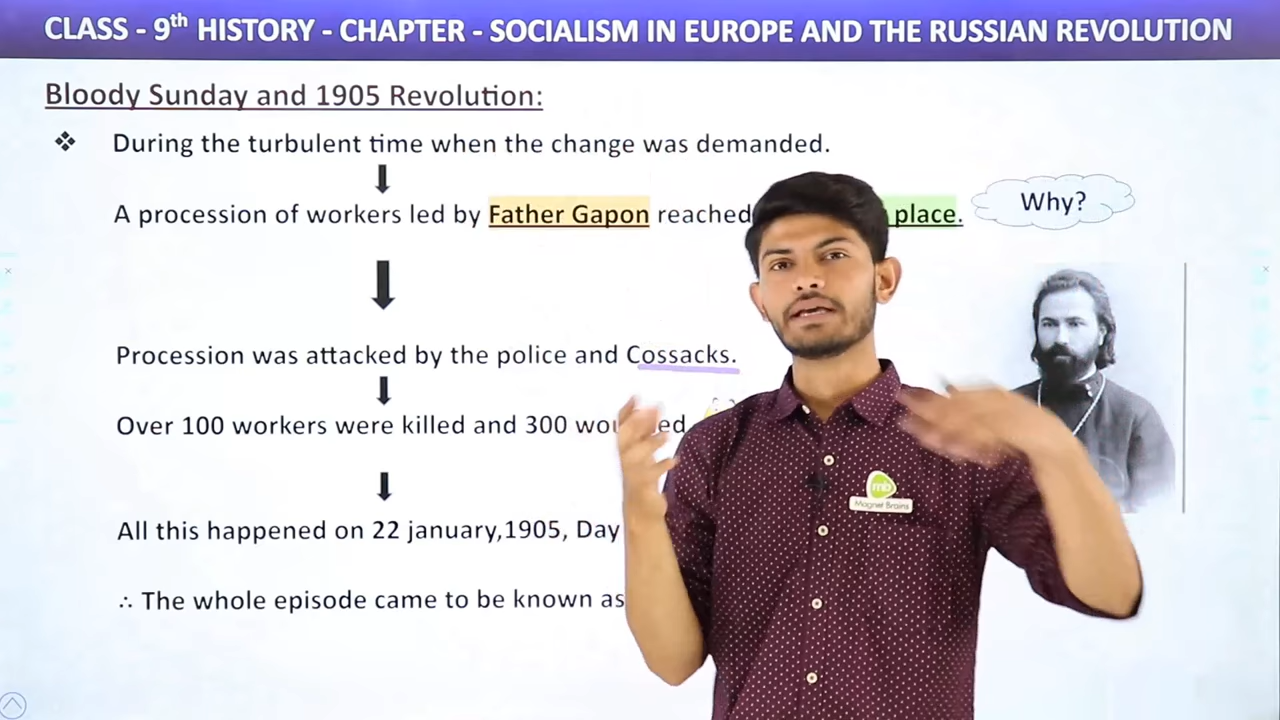 CLASS - 9th HISTORY - CHAPTER - SOCIALISM IN EUROPE AND THE RUSSIAN REVOLUTION
Bloody Sunday and 1905 Revolution:
❖ During the turbulent time when the change was demanded.
A procession of workers led by Father Gapon reached place.
Why?
Procession was attacked by the police and Cossacks.
Over 100 workers were killed and 300
All this happened on 22 january,1905, Day
∴ The whole episode came to be known as
mb
Magnet Brains